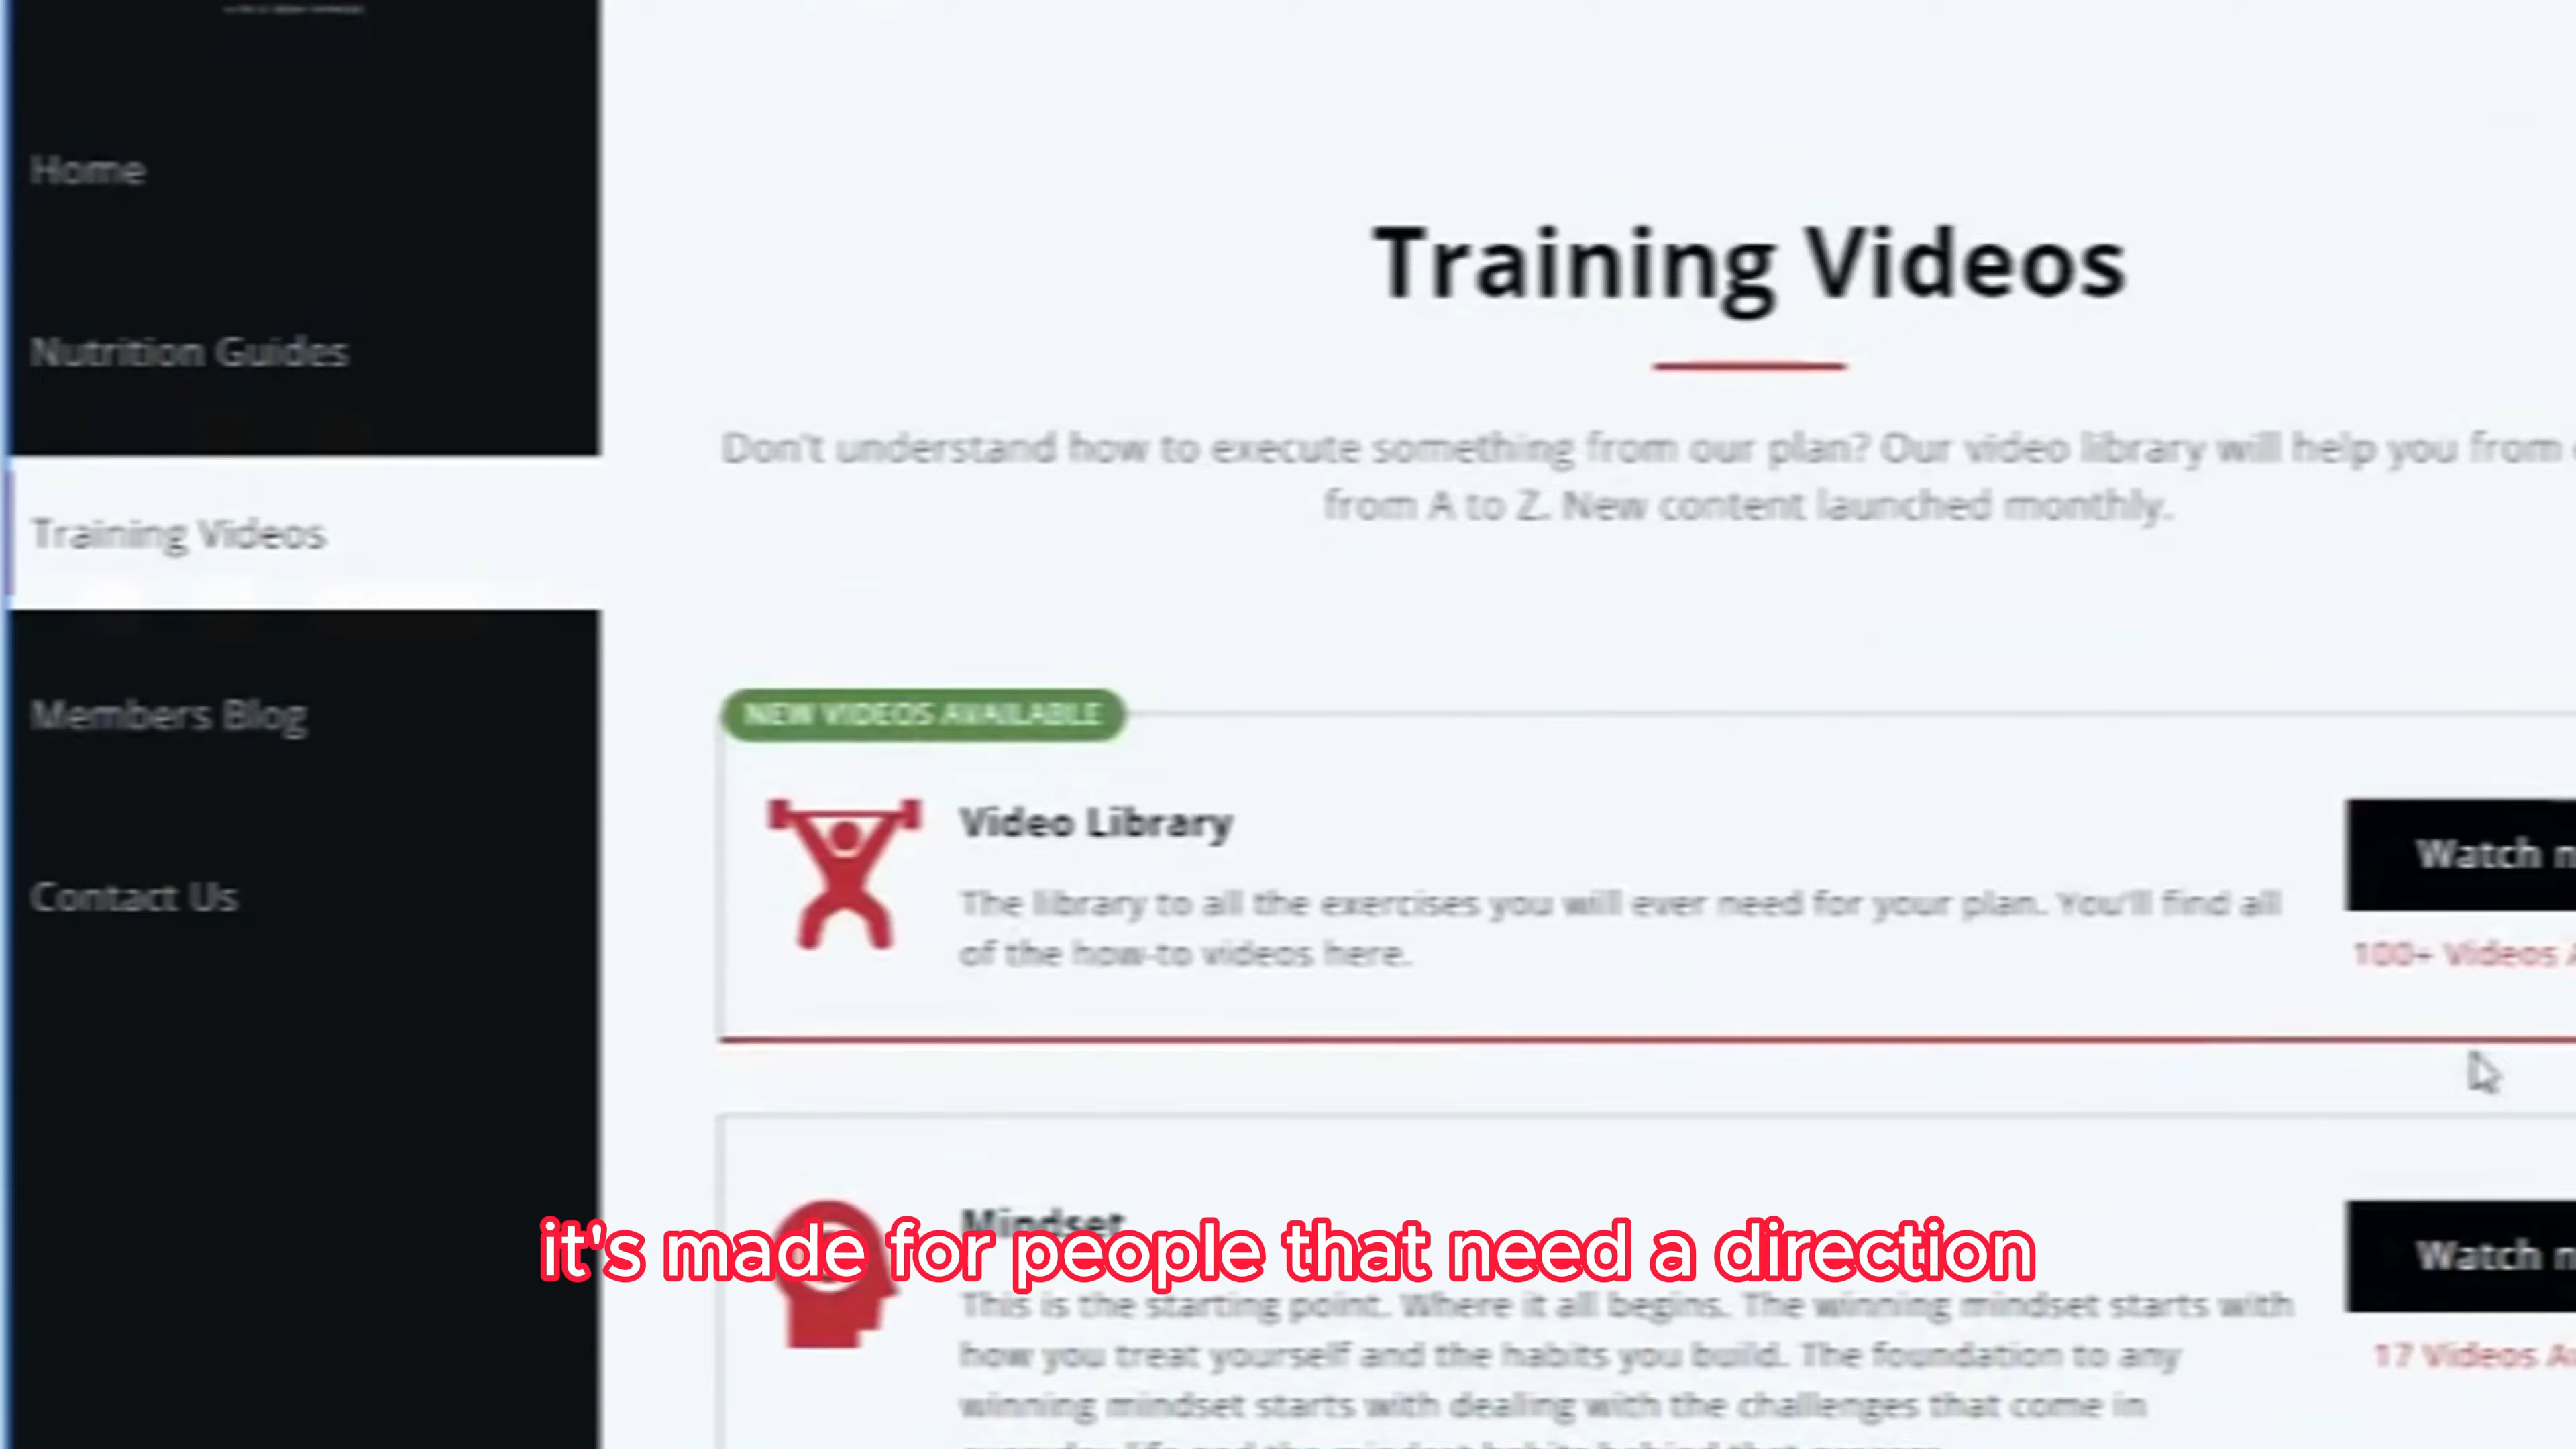 Home
Nutrition Guides
Training Videos
Members Blog
Contact Us
Training Videos
Don't understand how to execute something from our plan? Our video library will help you from
from A to Z. New content launched monthly.
NEW VIDEOS AVAILABLE
Video Library
The library to all the exercises you will ever need for your plan. You'll find all
of the how-to videos here.
Watch
100+ Videos
Mindset
it's made for people that need a direction
This is the starting point. Where it all begins. The winning mindset starts with
how you treat yourself and the habits you build. The foundation to any
winning mindset starts with dealing with the challenges that come in
Watch
17 Videos